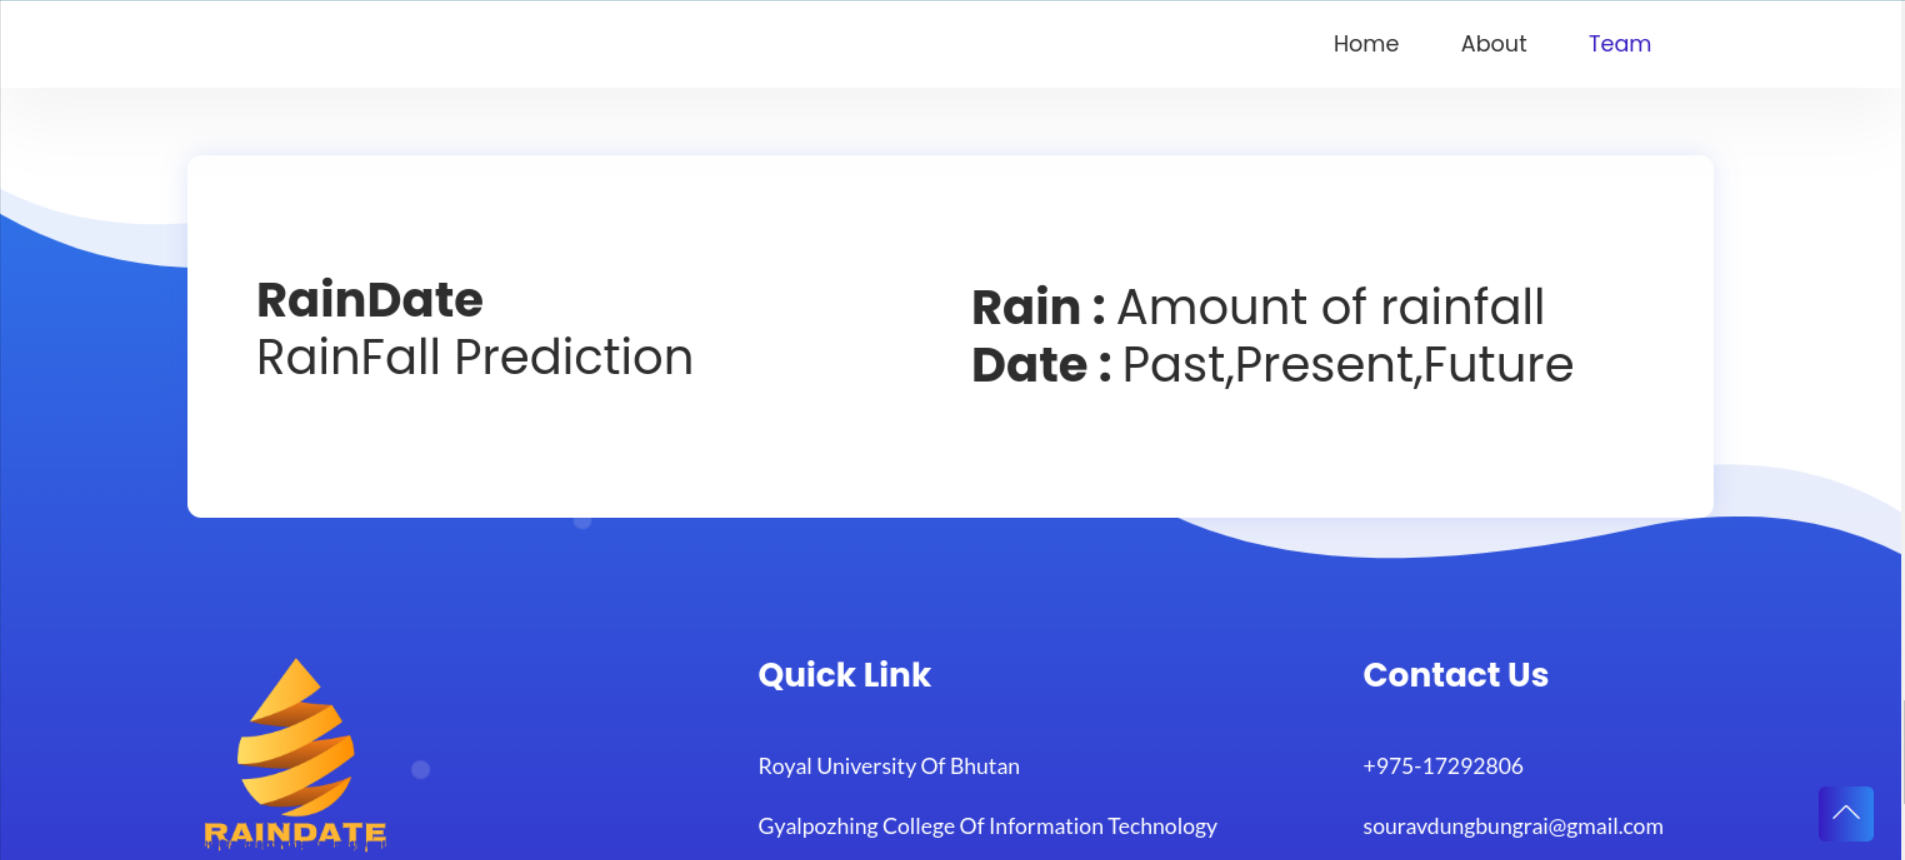 Home About Team
RainDate
RainFall Prediction
Rain : Amount of rainfall
Date : Past,Present,Future
RAINDATE
Quick Link
Royal University Of Bhutan
Gyalpozhing College Of Information Technology
Contact Us
+975-17292806
souravdungbungrai@gmail.com